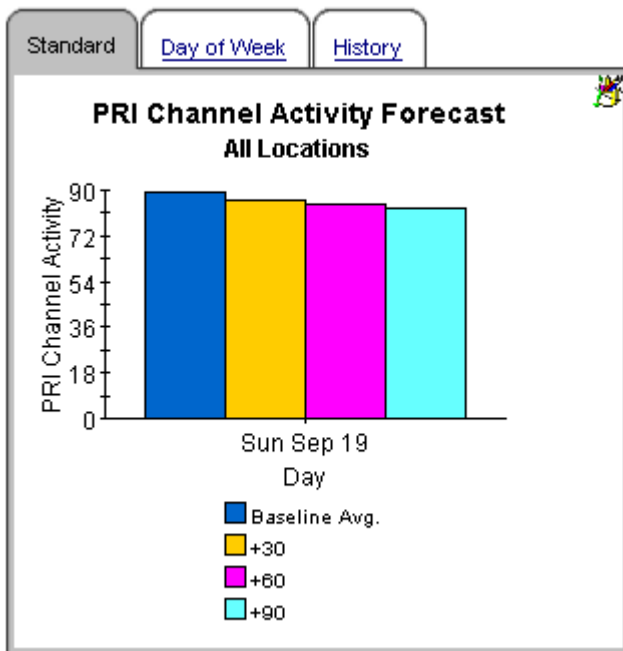 Standard
Day of Week
History
PRI Channel Activity Forecast
All Locations
PRI Channel Activity
90
72
54
36
18
0
Sun Sep 19
Day
Baseline Avg.
+30
+60
+90